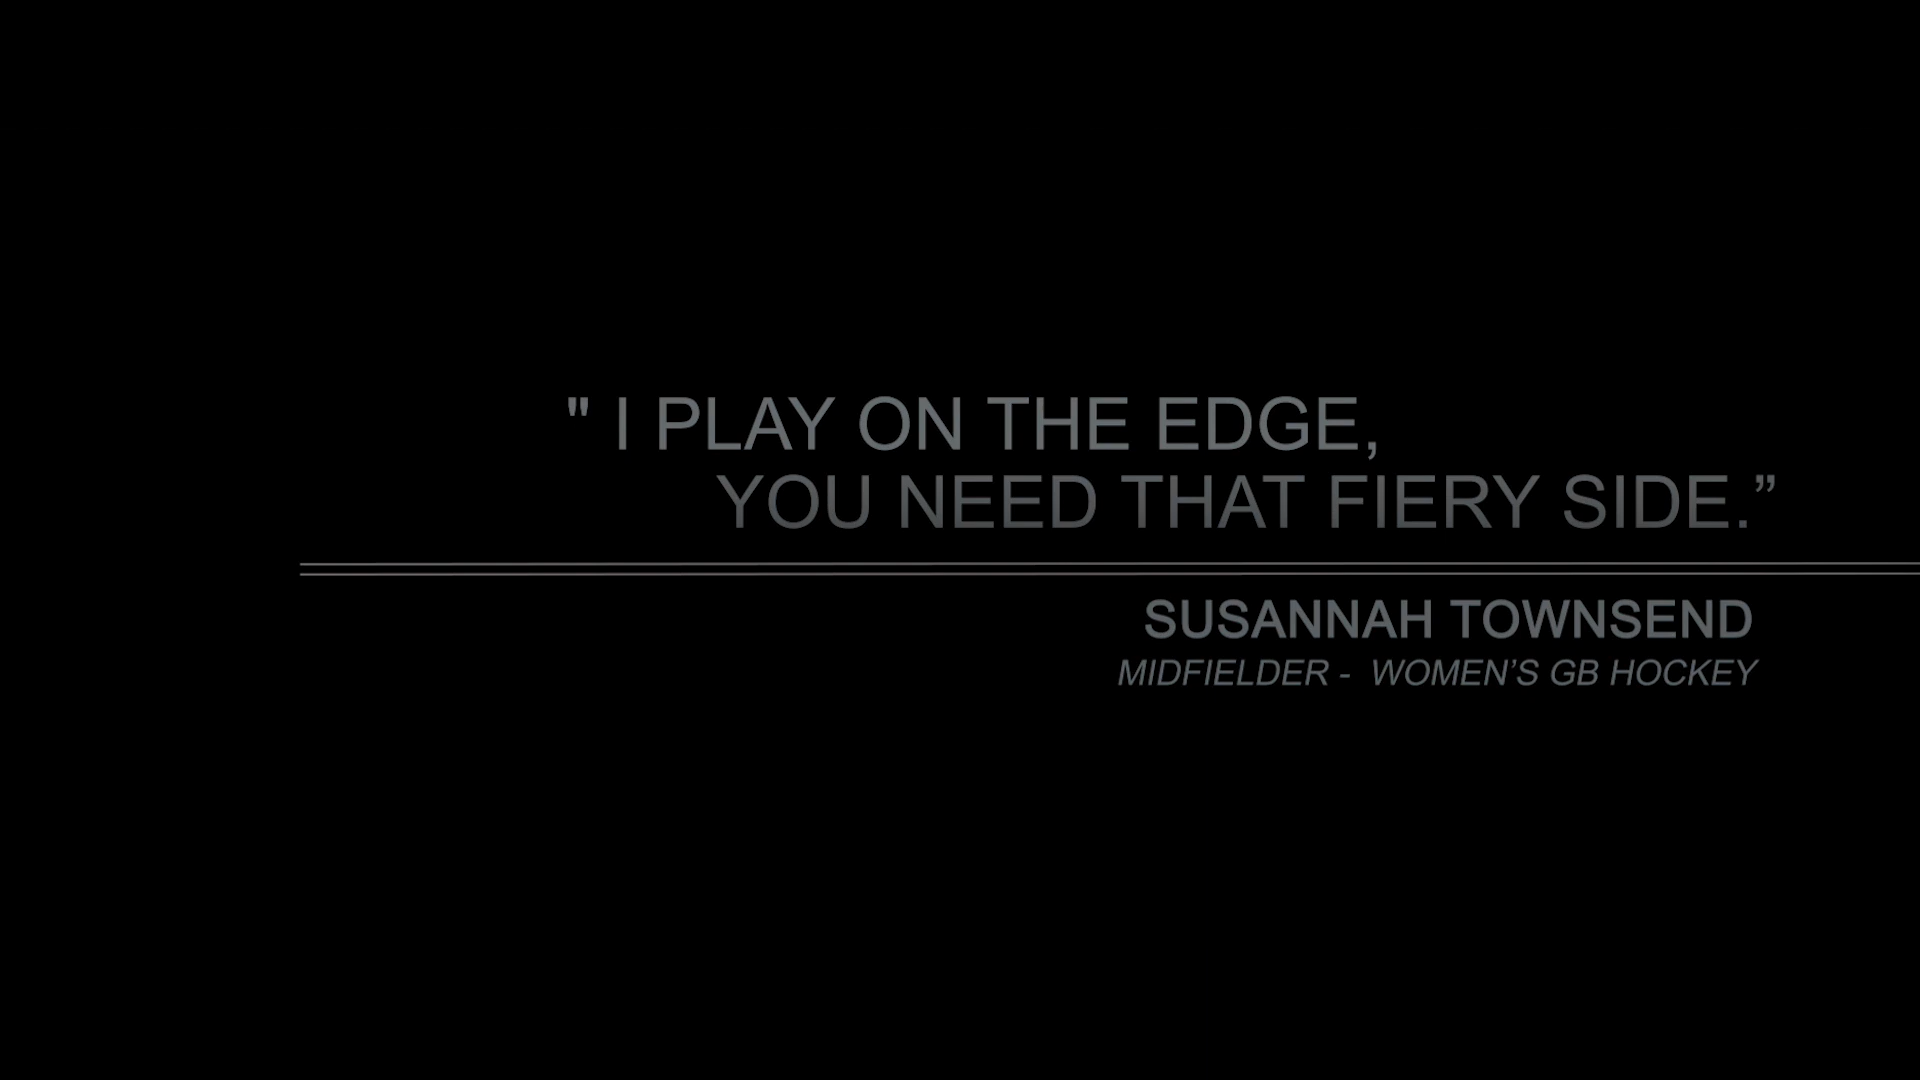 " I PLAY ON THE EDGE,
YOU NEED THAT FIERY SIDE.”
SUSANNAH TOWNSEND
MIDFIELDER - WOMEN’S GB HOCKEY